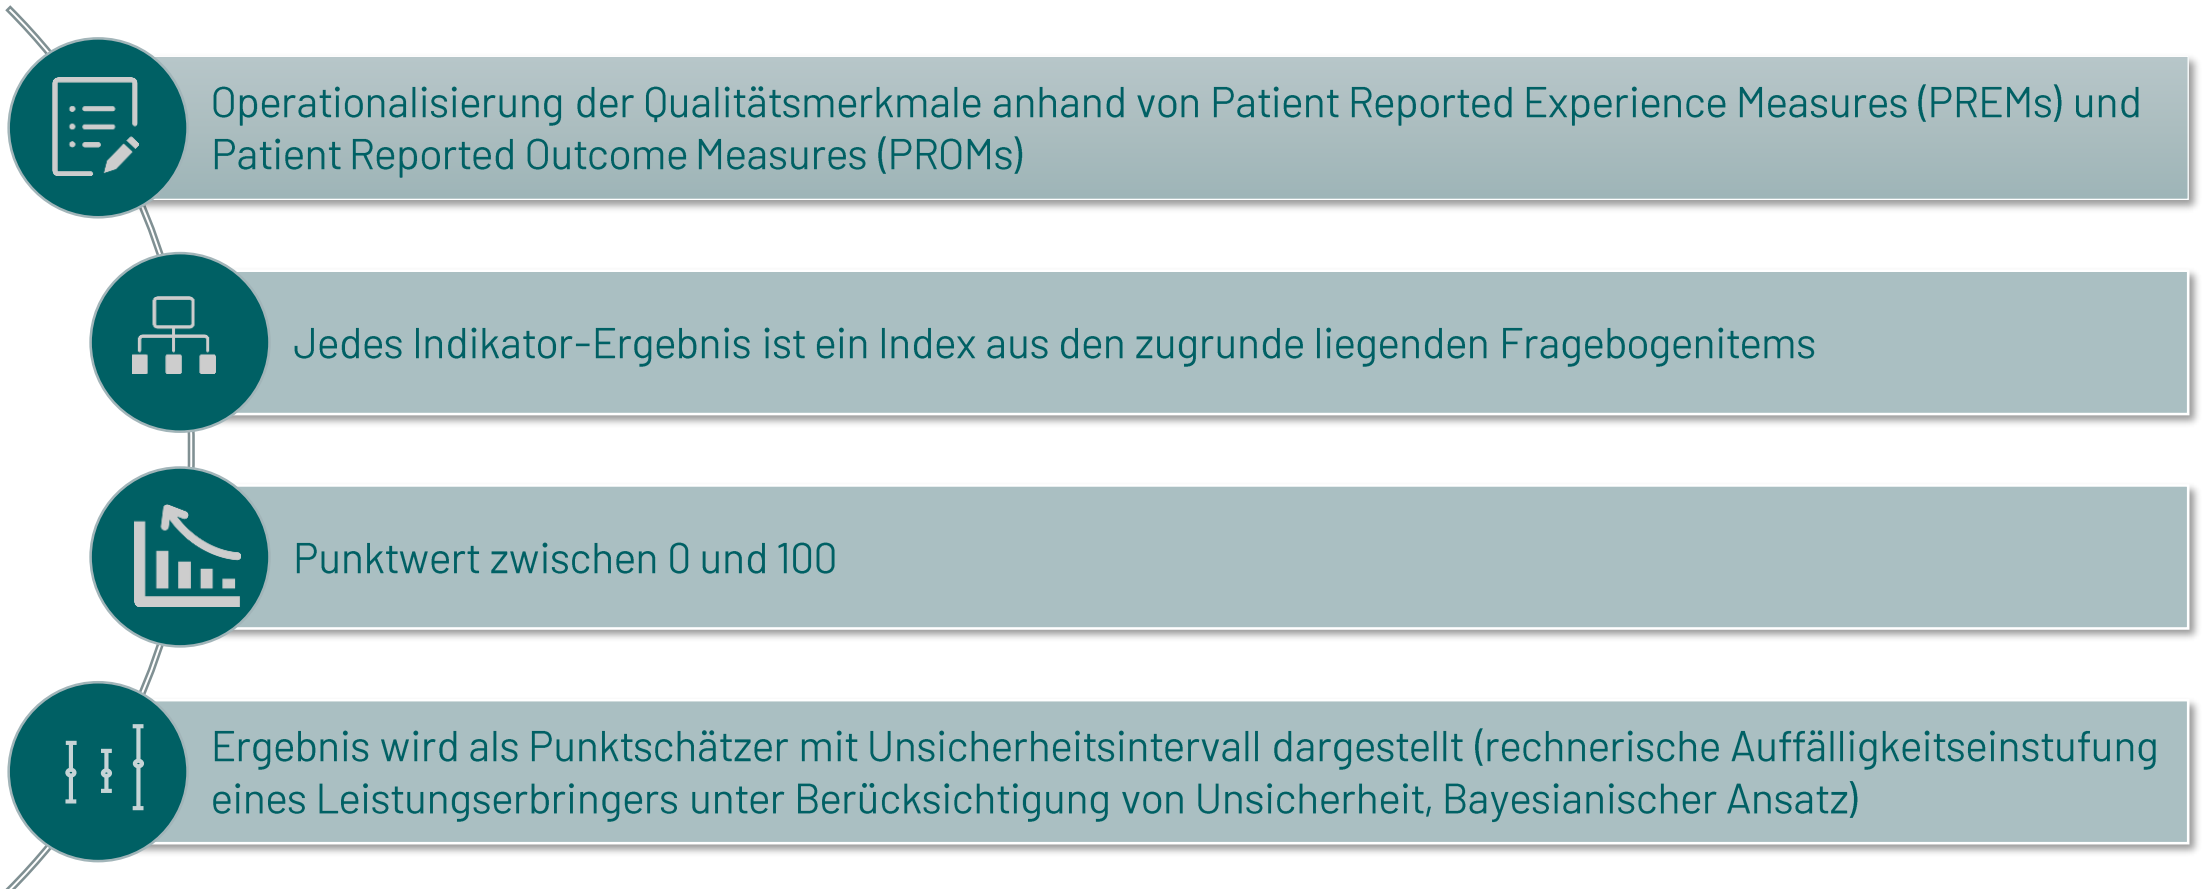 Operationalisierung der Qualitätsmerkmale anhand von Patient Reported Experience Measures (PREMs) und
Patient Reported Outcome Measures (PROMs)
Jedes Indikator-Ergebnis ist ein Index aus den zugrunde liegenden Fragebogenitems
Punktwert zwischen 0 und 100
Ergebnis wird als Punktschätzer mit Unsicherheitsintervall dargestellt (rechnerische Auffälligkeitseinstufung
eines Leistungserbringers unter Berücksichtigung von Unsicherheit, Bayesianischer Ansatz)